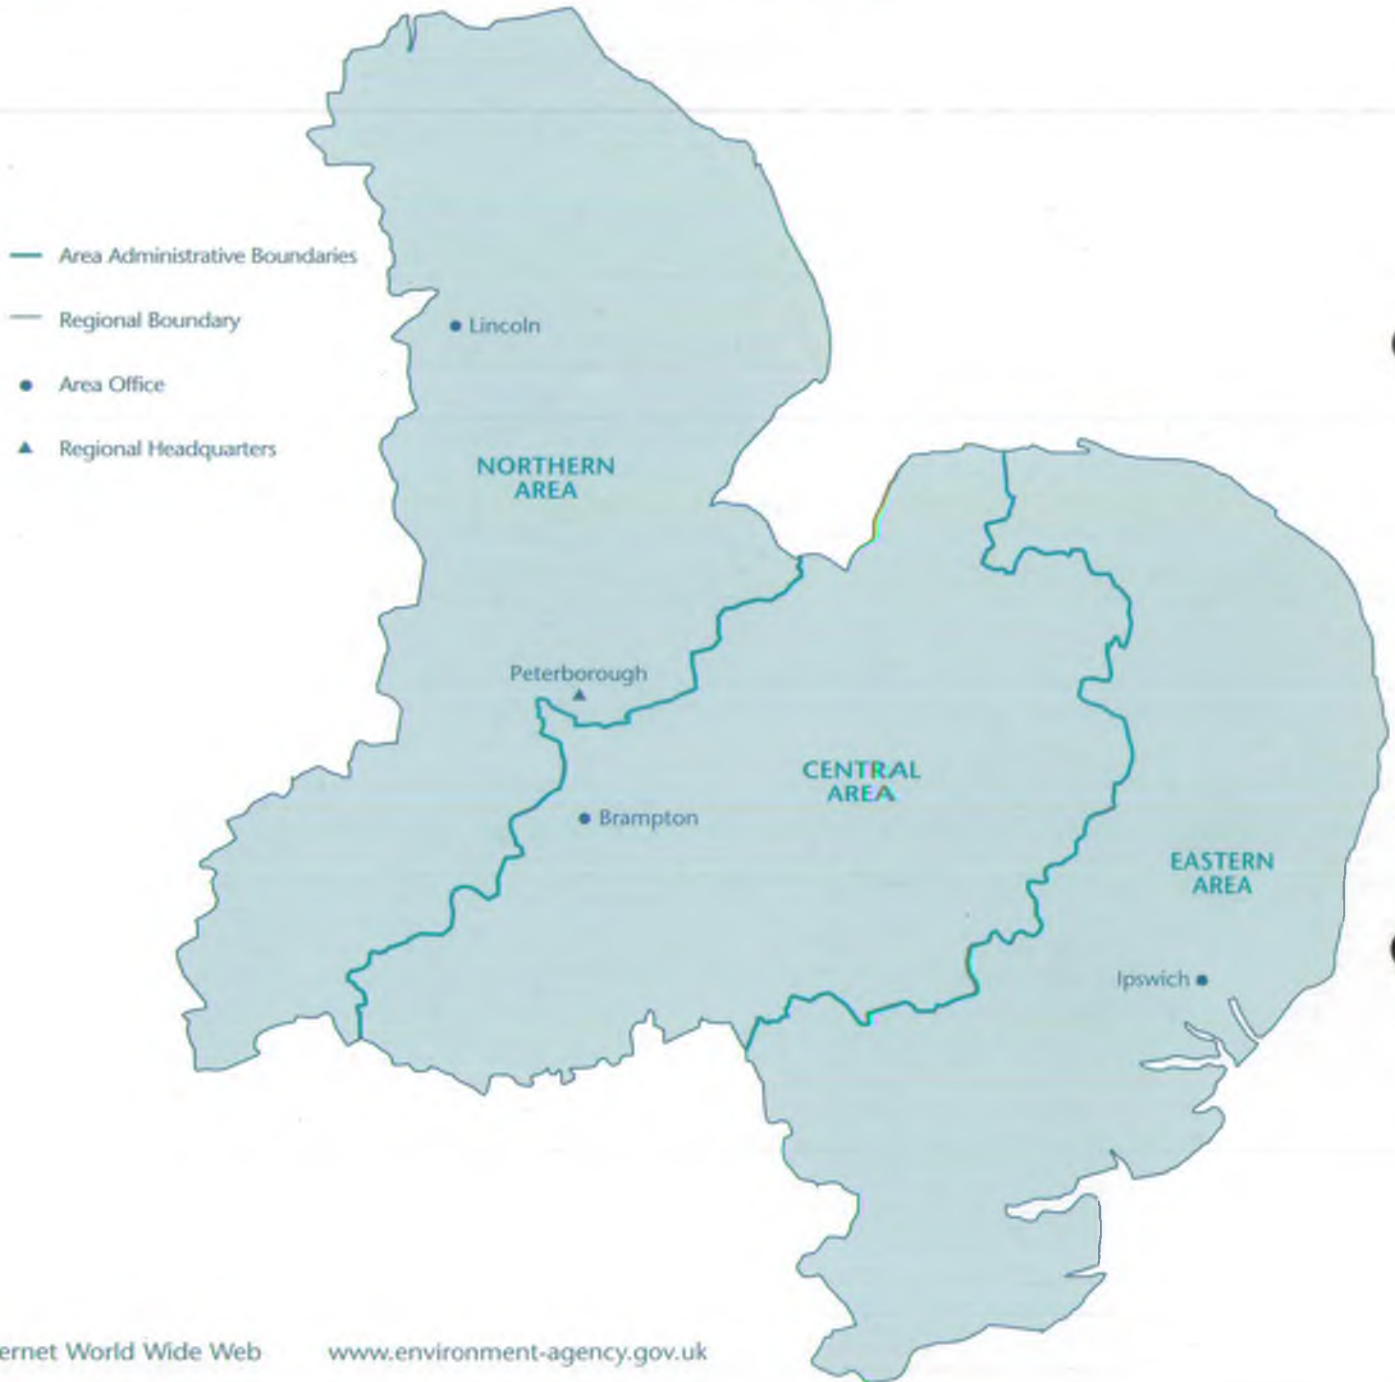 Area Administrative Boundaries
Regional Boundary
Area Office
Regional Headquarters
Lincoln
NORTHERN
AREA
Peterborough
CENTRAL
AREA
Brampton
EASTERN
AREA
Ipswich
ernet World Wide Web www.environment-agency.gov.uk